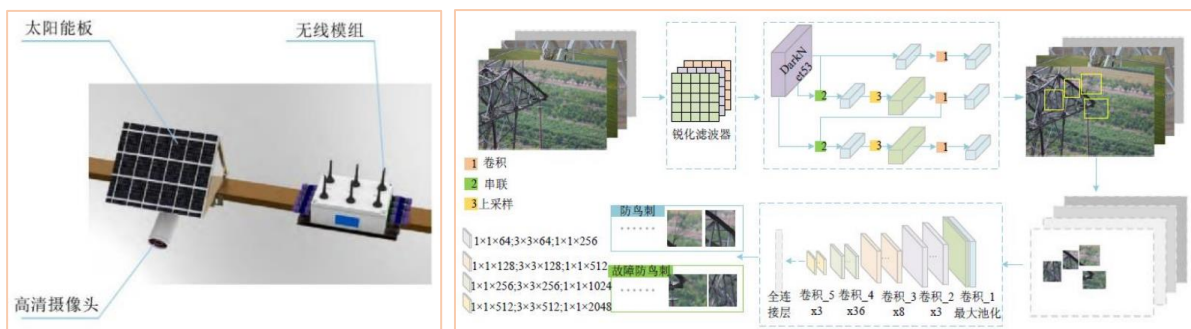 太阳能板
无线模组
高清摄像头
锐化滤波器
DarkN
et53
1
2
3
1
2
3
1
1 卷积
2 串联
3 上采样
1×1×64;3×3×64;1×1×256
1×1×128;3×3×128;1×1×512
1×1×256;3×3×256;1×1×1024
1×1×512;3×3×512;1×1×2048
防鸟刺
......
故障防鸟刺
......
全连
接层
卷积_5
x3
卷积_4
x36
卷积_3
x8
卷积_2
x3
卷积_1
最大池化